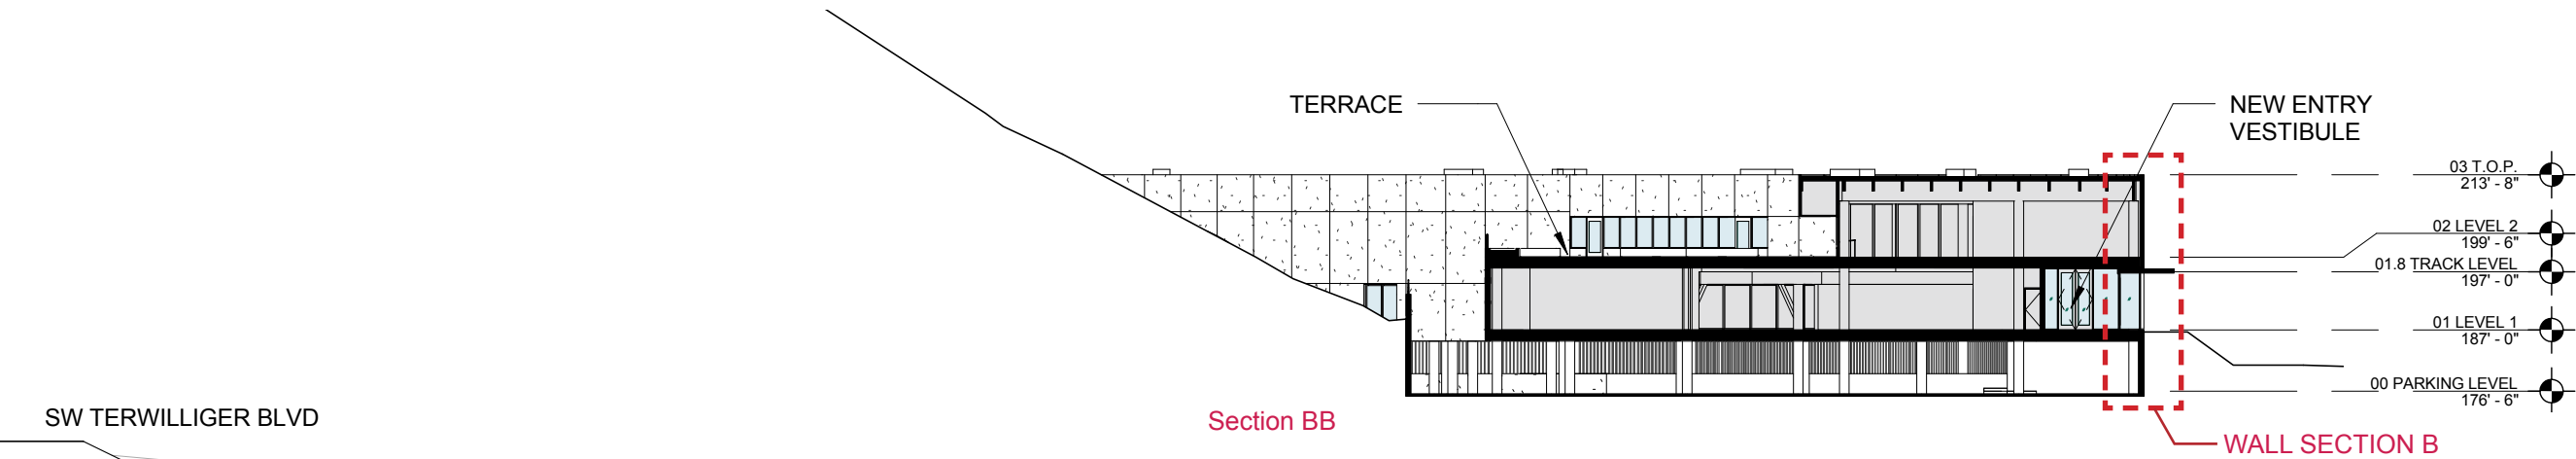 TERRACE
NEW ENTRY
VESTIBULE
03 T.O.P.
213' - 8"
02 LEVEL 2
199' - 6"
01.8 TRACK LEVEL
197' - 0"
01 LEVEL 1
187' - 0"
00 PARKING LEVEL
176' - 6"
SW TERWILLIGER BLVD
Section BB
WALL SECTION B